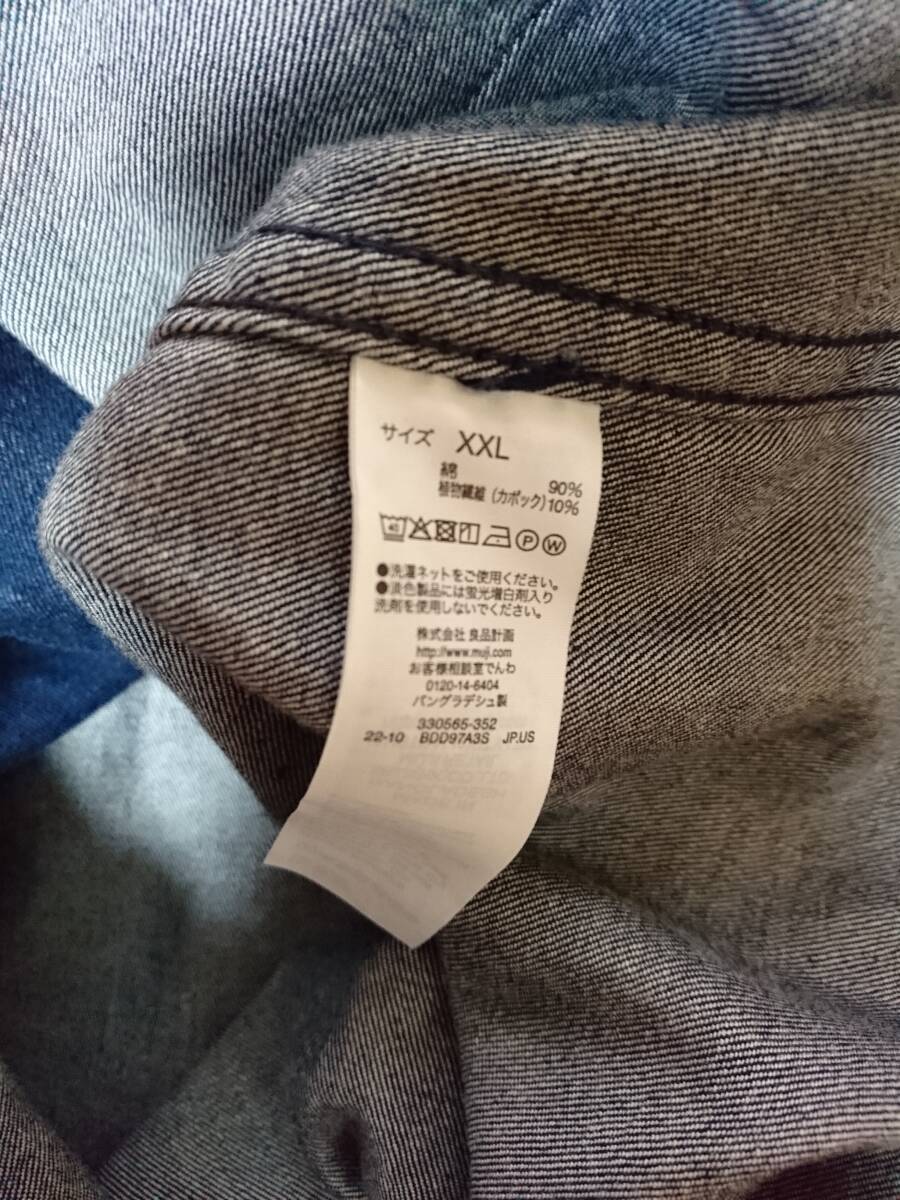 サイズ XXL
綿 90%
植物繊維 (カポック) 10%
40
P W
●洗濯ネットをご使用ください。
●淡色製品には蛍光増白剤入り
洗剤を使用しないでください。
株式会社 良品計画
http://www.muji.com
お客様相談室でんわ
0120-14-6404
バングラデシュ製
330565-352
22-10 BDD97A3S JP.US